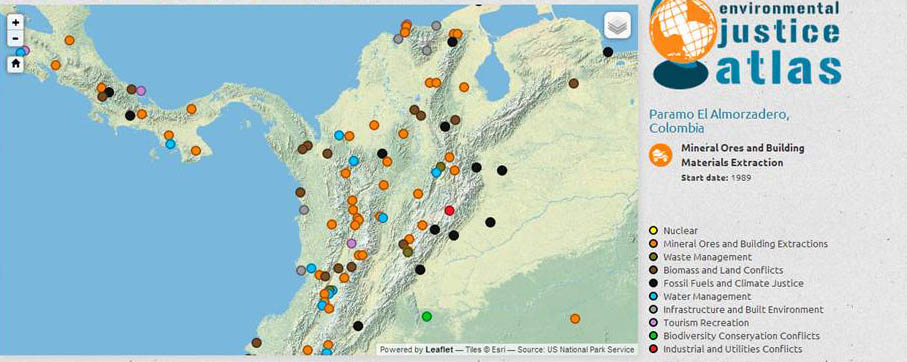 +
-
environmental
justice
atlas
Paramo El Almorzadero,
Colombia
Mineral Ores and Building
Materials Extraction
Start date: 1989
Nuclear
Mineral Ores and Building Extractions
Waste Management
Biomass and Land Conflicts
Fossil Fuels and Climate Justice
Water Management
Infrastructure and Built Environment
Tourism Recreation
Biodiversity Conservation Conflicts
Industrial and Utilities Conflicts
Powered by Leaflet — Tiles © Esri — Source: US National Park Service